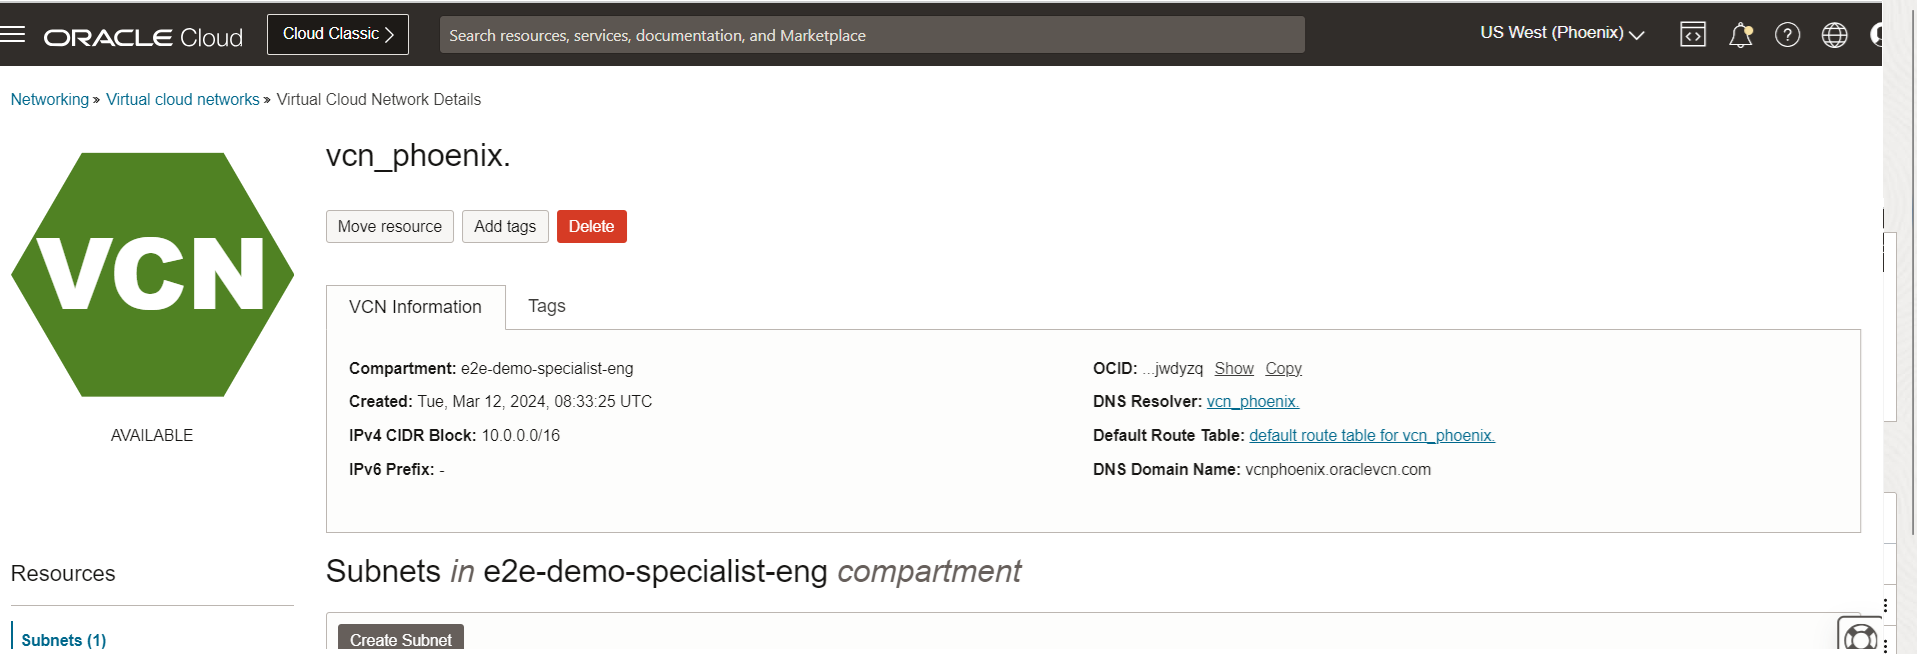 ORACLE Cloud
Cloud Classic
Search resources, services, documentation, and Marketplace
US West (Phoenix)
Networking » Virtual cloud networks » Virtual Cloud Network Details
VCN
AVAILABLE
vcn_phoenix.
Move resource
Add tags
Delete
VCN Information
Tags
Compartment: e2e-demo-specialist-eng
Created: Tue, Mar 12, 2024, 08:33:25 UTC
IPv4 CIDR Block: 10.0.0.0/16
IPv6 Prefix: -
OCID: ...jwdyzq Show Copy
DNS Resolver: vcn_phoenix.
Default Route Table: default route table for vcn_phoenix.
DNS Domain Name: vcnphoenix.oraclevcn.com
Resources
Subnets (1)
Subnets in e2e-demo-specialist-eng compartment
Create Subnet